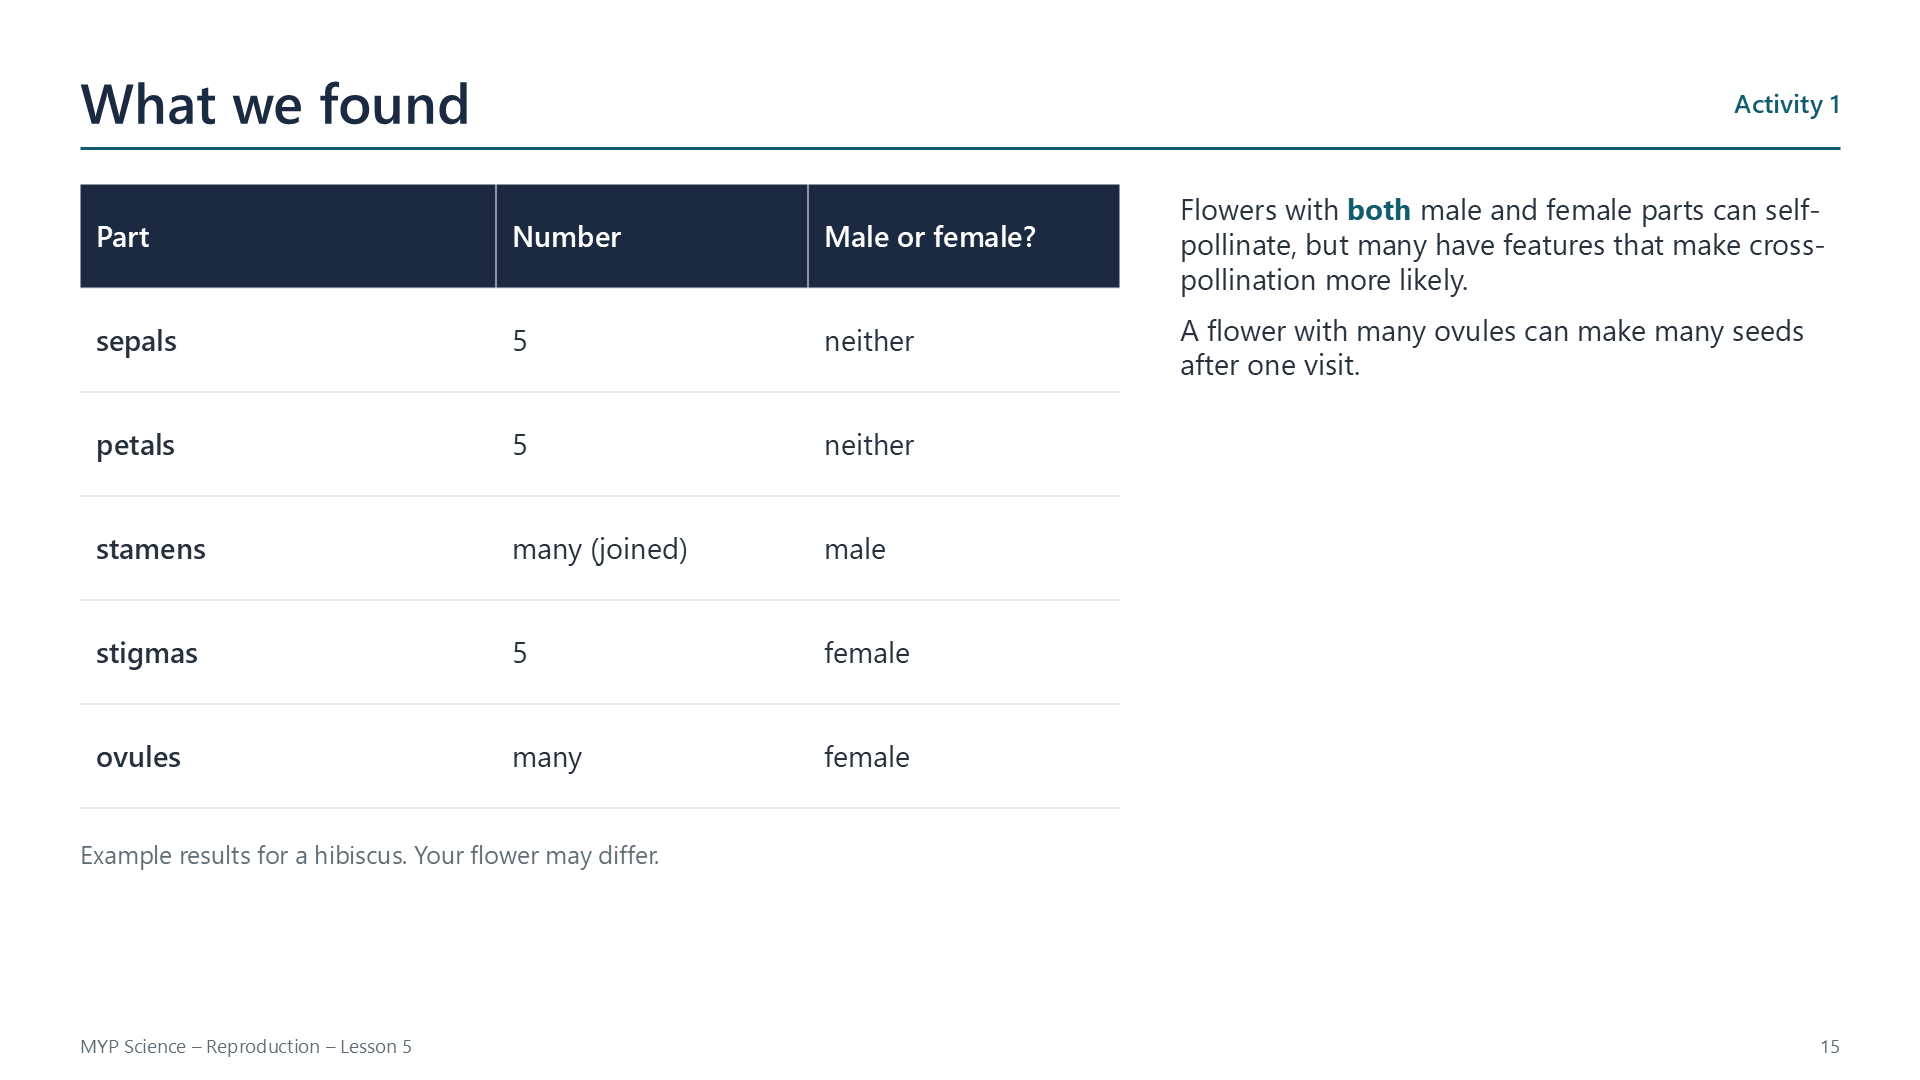 What we found
Activity 1
Part Number Male or female?
sepals 5 neither
petals 5 neither
stamens many (joined) male
stigmas 5 female
ovules many female
Example results for a hibiscus. Your flower may differ.
Flowers with both male and female parts can self-
pollinate, but many have features that make cross-
pollination more likely.
A flower with many ovules can make many seeds
after one visit.
MYP Science – Reproduction – Lesson 5
15